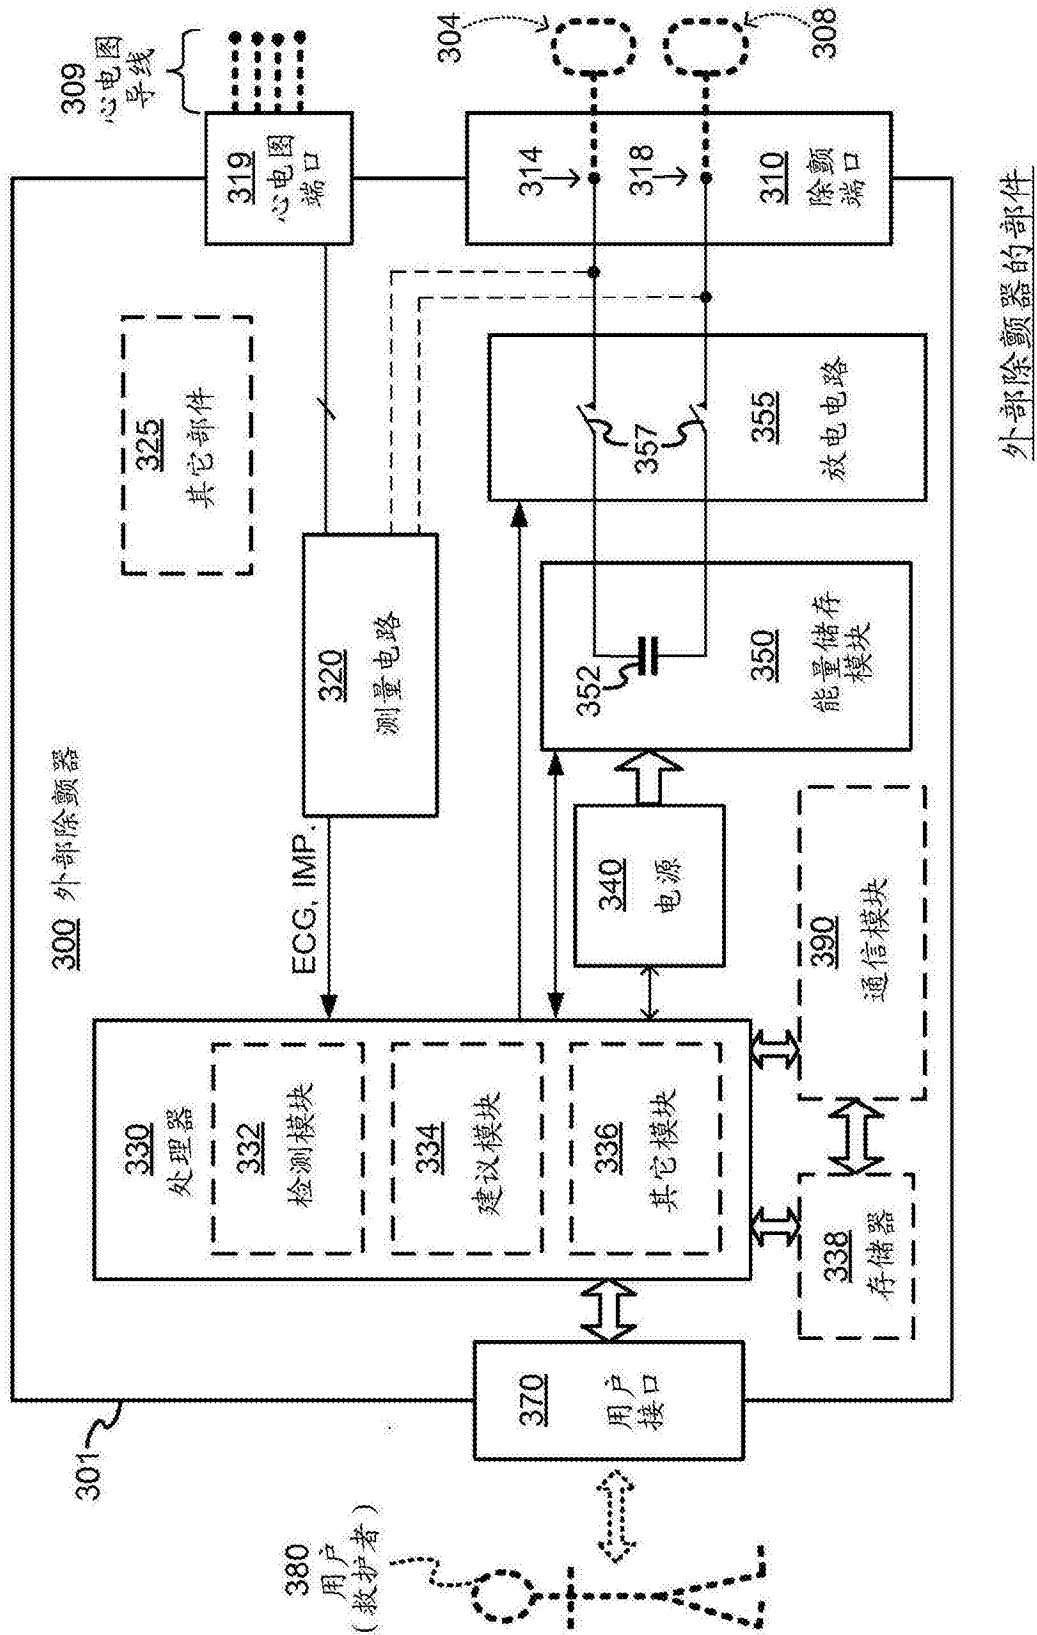 301
300 外部除颤器
309
心电图
导线
319
心电图
端口
325
其它部件
320
测量电路
ECG, IMP.
330
处理器
332
检测模块
334
建议模块
336
其它模块
370
用户
接口
380
用户
（救护者）
338
存储器
390
通信模块
340
电源
350
能量储存
模块
352
355
放电电路
357
310
除颤
端口
314
318
304
308
外部除颤器的部件